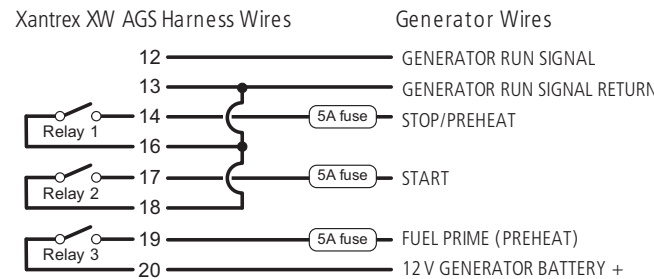 Xantrex XW AGS Harness Wires Generator Wires
12 GENERATOR RUN SIGNAL
13 GENERATOR RUN SIGNAL RETURN
14 5A fuse STOP/PREHEAT
Relay 1
16
17 5A fuse START
Relay 2
18
19 5A fuse FUEL PRIME (PREHEAT)
Relay 3
20 12 V GENERATOR BATTERY +